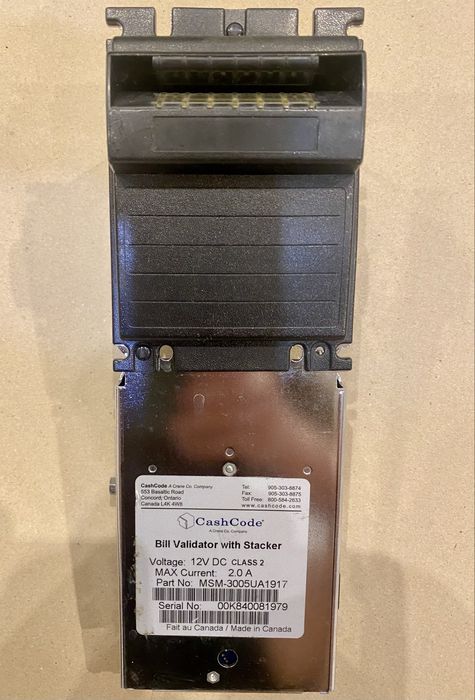 CashCode A Crane Co. Company
553 Basaltic Road
Concord, Ontario
Canada L4K 4W8
Tel: 905-303-8874
Fax: 905-303-8875
Toll Free: 800-584-2633
www.cashcode.com
CashCode®
A Crane Co. Company
Bill Validator with Stacker
Voltage: 12V DC CLASS 2
MAX Current: 2.0 A
Part No: MSM-3005UA1917
Serial No: 00K840081979
Fait au Canada / Made in Canada